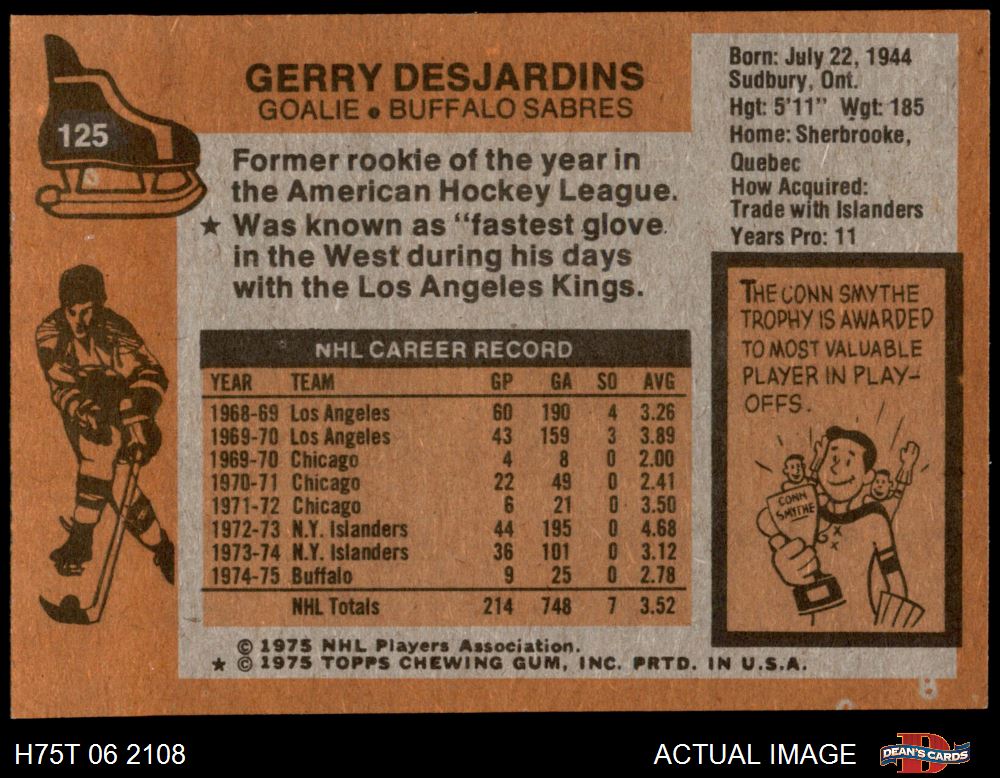 125
GERRY DESJARDINS
GOALIE • BUFFALO SABRES
Former rookie of the year in
the American Hockey League.
★ Was known as "fastest glove
in the West during his days
with the Los Angeles Kings.
Born: July 22, 1944
Sudbury, Ont.
Hgt: 5'11" Wgt: 185
Home: Sherbrooke,
Quebec
How Acquired:
Trade with Islanders
Years Pro: 11
NHL CAREER RECORD
YEAR TEAM GP GA SO AVG
1968-69 Los Angeles 60 190 4 3.26
1969-70 Los Angeles 43 159 3 3.89
1969-70 Chicago 4 8 0 2.00
1970-71 Chicago 22 49 0 2.41
1971-72 Chicago 6 21 0 3.50
1972-73 N.Y. Islanders 44 195 0 4.68
1973-74 N.Y. Islanders 36 101 0 3.12
1974-75 Buffalo 9 25 0 2.78
NHL Totals 214 748 7 3.52
THE CONN SMYTHE
TROPHY IS AWARDED
TO MOST VALUABLE
PLAYER IN PLAY-
OFFS.
CONN
SMYTHE
© 1975 NHL Players Association.
★ © 1975 TOPPS CHEWING GUM, INC. PRTD. IN U.S.A.
8
H75T 06 2108
ACTUAL IMAGE
DEAN'S CARDS